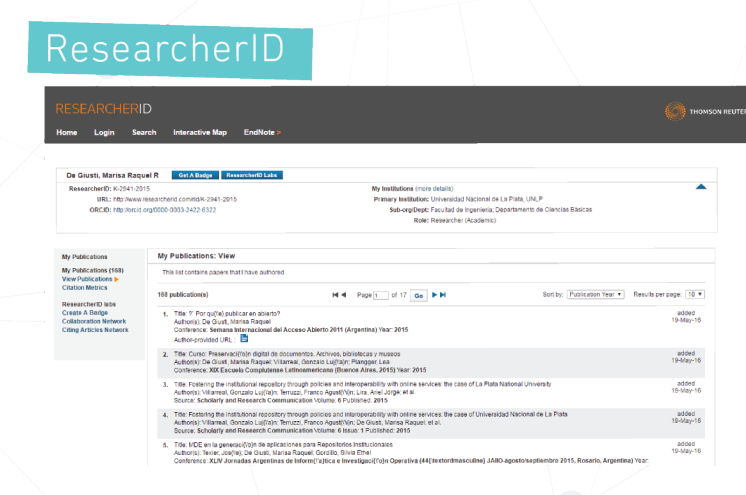 ResearcherID
RESEARCHERID
THOMSON REUTER
Home Login Search Interactive Map EndNote >
De Giusti, Marisa Raquel R Get A Badge ResearcherID Labs
ResearcherID: K-2941-2015
URL: http://www.researcherid.com/rid/K-2941-2015
ORCID: http://orcid.org/0000-0003-2422-6322
My Institutions (more details)
Primary Institution: Universidad Nacional de La Plata, UNLP
Sub-org/Dept: Facultad de Ingenieria; Departamento de Ciencias Básicas
Role: Researcher (Academic)
My Publications
My Publications (168)
View Publications
Citation Metrics
ResearcherID labs
Create A Badge
Collaboration Network
Citing Articles Network
My Publications: View
This list contains papers that I have authored.
168 publication(s) Page 1 of 17 Go Sort by: Publication Year Results per page: 10
1. Title: ?' Por qu{\'e} publicar en abierto? added
Author(s): De Giusti, Marisa Raquel 19-May-16
Conference: Semana Internacional del Acceso Abierto 2011 (Argentina) Year: 2015
Author-provided URL :
2. Title: Curso: Preservaci{\'o}n digital de documentos. Archivos, bibliotecas y museos added
Author(s): De Giusti, Marisa Raquel; Villarreal, Gonzalo Luj{\'a}n; Plangger, Lea 19-May-16
Conference: XIX Escuela Complutense Latinoamericana (Buenos Aires, 2015) Year: 2015
3. Title: Fostering the institutional repository through policies and interoperability with online services: the case of La Plata National University added
Author(s): Villarreal, Gonzalo Luj{\'a}n; Terruzzi, Franco Agust{\'\i}n; Lira, Ariel Jorge; et al. 19-May-16
Source: Scholarly and Research Communication Volume: 6 Published: 2015
4. Title: Fostering the institutional repository through policies and interoperability with online services: the case of Universidad Nacional de La Plata added
Author(s): Villarreal, Gonzalo Luj{\'a}n; Terruzzi, Franco Agust{\'\i}n; De Giusti, Marisa Raquel; et al. 19-May-16
Source: Scholarly and Research Communication Volume: 6 Issue: 1 Published: 2015
5. Title: MDE en la generaci{\'o}n de aplicaciones para Repositorios Institucionales added
Author(s): Texier, Jos{\'e}; De Giusti, Marisa Raquel; Gordillo, Silvia Ethel 19-May-16
Conference: XLIV Jornadas Argentinas de Inform{\'a}tica e Investigaci{\'o}n Operativa (44{\textordmasculine} JAIIO-agosto/septiembre 2015, Rosario, Argentina) Year: